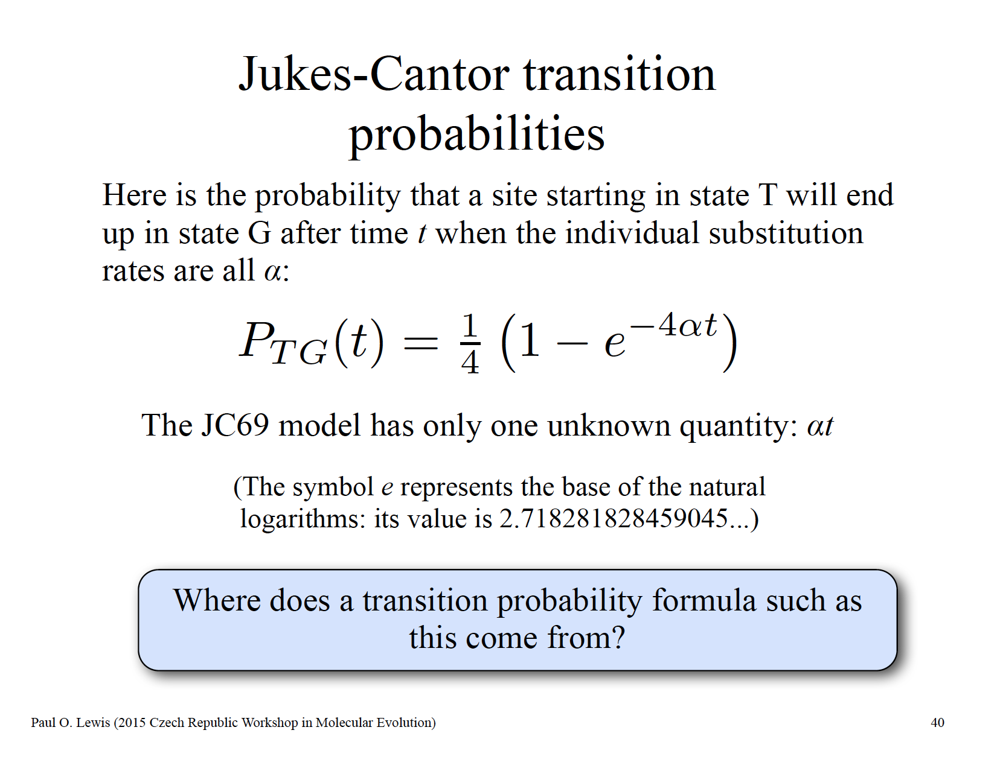 Jukes-Cantor transition
probabilities
Here is the probability that a site starting in state T will end
up in state G after time t when the individual substitution
rates are all α:
P_{TG}(t) = \frac{1}{4} \left(1 - e^{-4αt}\right)
The JC69 model has only one unknown quantity: αt
(The symbol e represents the base of the natural
logarithms: its value is 2.718281828459045...)
Where does a transition probability formula such as
this come from?
Paul O. Lewis (2015 Czech Republic Workshop in Molecular Evolution)
40